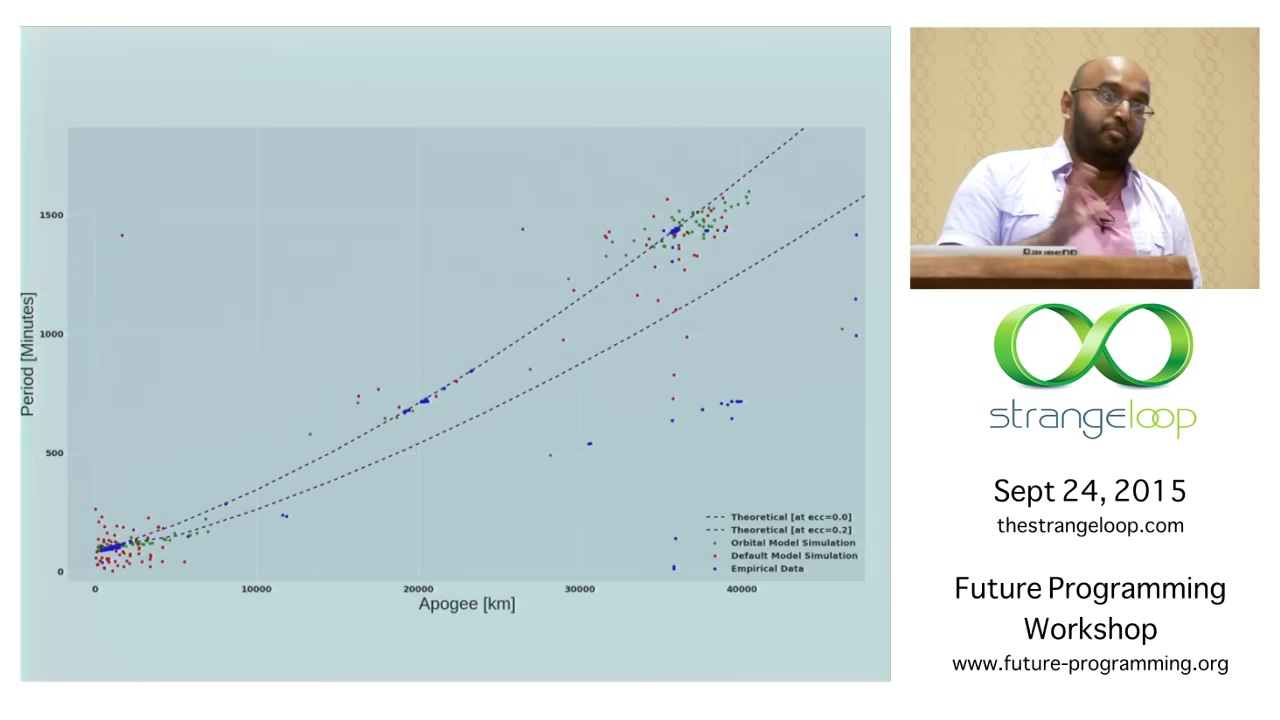 1500
1000
500
0
0
10000
20000
30000
40000
Period [Minutes]
Apogee [km]
Theoretical [at ecc=0.0]
Theoretical [at ecc=0.2]
Orbital Model Simulation
Default Model Simulation
Empirical Data
strangeloop
Sept 24, 2015
thestrangeloop.com
Future Programming
Workshop
www.future-programming.org